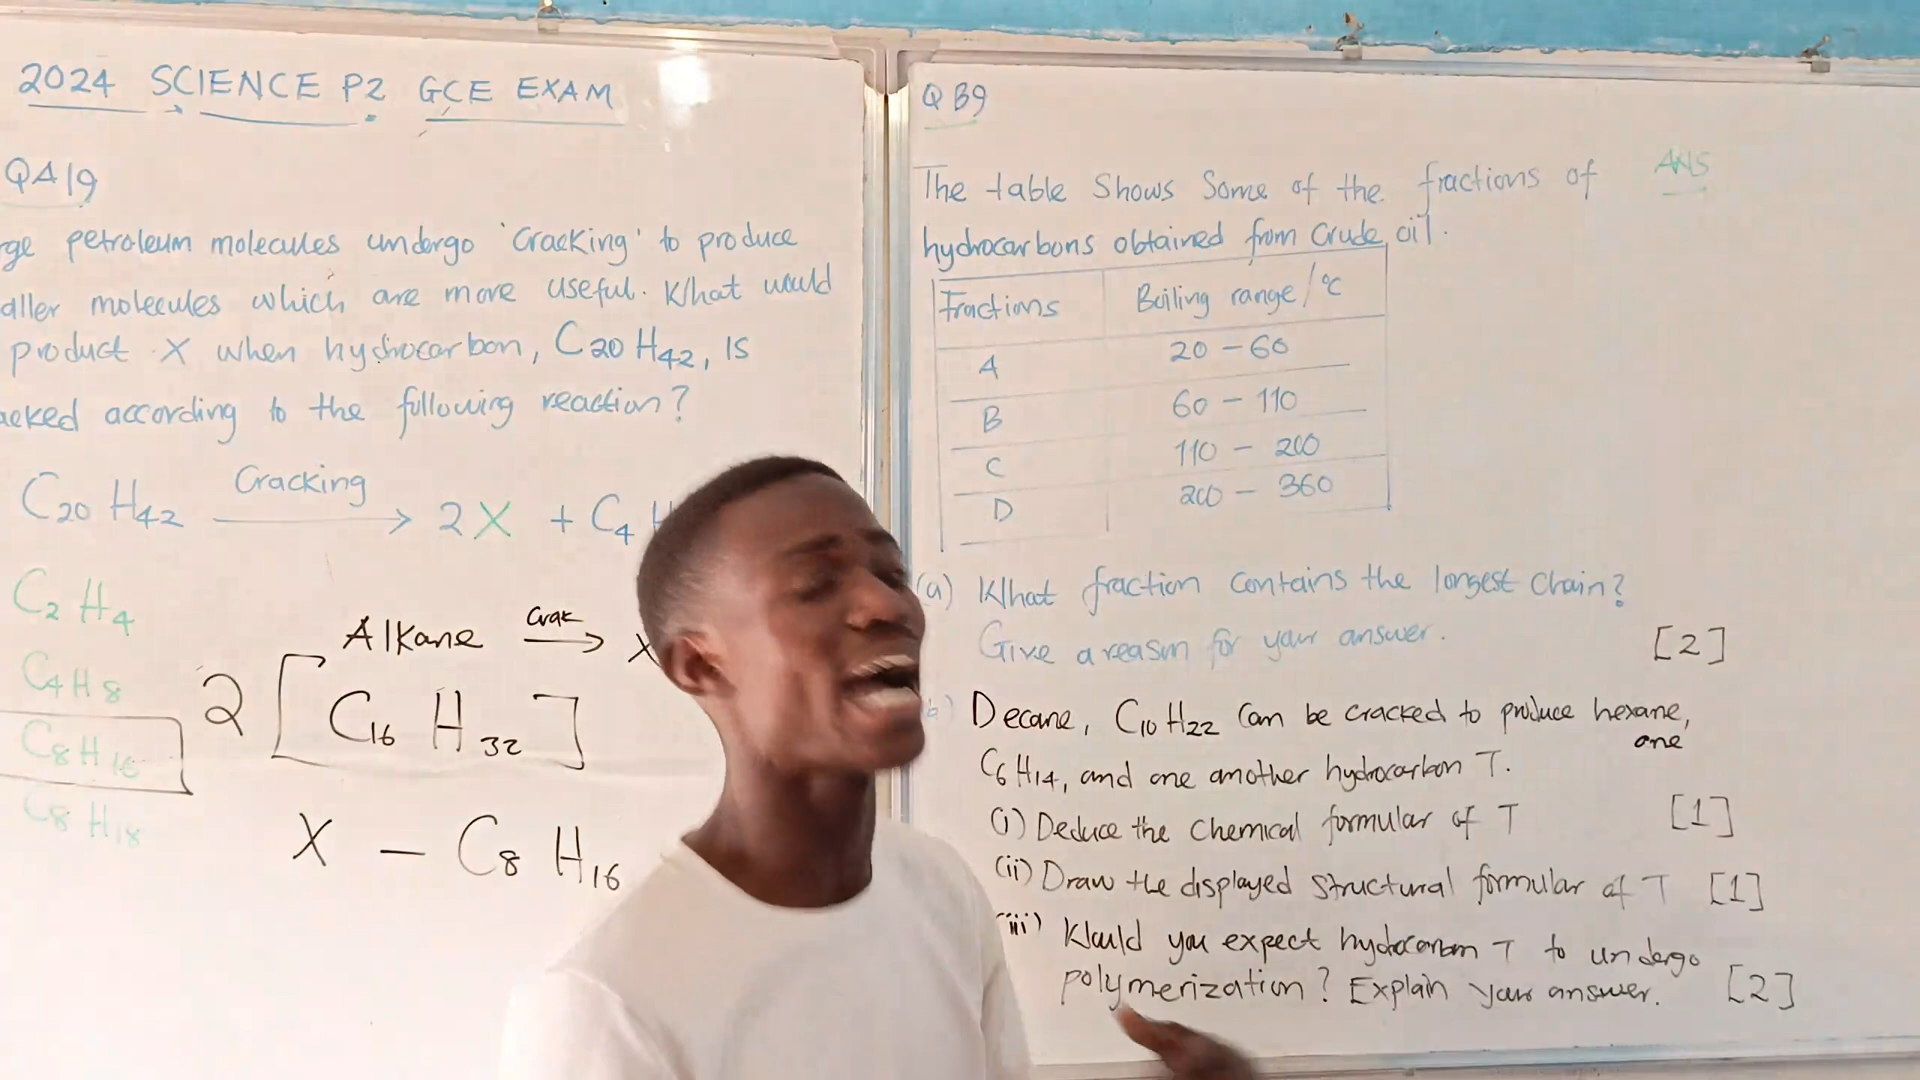 2024 SCIENCE P2 GCE EXAM
QA19
rge petroleum molecules undergo 'Cracking' to produce
aller molecules which are more useful. What would
product X when hydrocarbon, C20 H42, is
acked according to the following reaction?
C20 H42 Cracking → 2X + C4 H
C2 H4
C4 H8
C8 H16
C8 H18
Alkane Crak → X
2 [ C16 H32 ]
X - C8 H16
Q B9
The table Shows Some of the fractions of
hydrocarbons obtained from Crude oil.
ANS
Fractions Boiling range/°C
A 20 - 60
B 60 - 110
C 110 - 200
D 200 - 360
(a) What fraction contains the longest chain?
Give a reason for your answer. [2]
b) Decane, C10 H22 Can be cracked to produce hexane,
one
C6 H14, and one another hydrocarbon T.
(i) Deduce the Chemical formular of T [1]
(ii) Draw the displayed Structural formular of T [1]
(iii) Would you expect hydrocarbon T to undergo
polymerization? Explain your answer. [2]